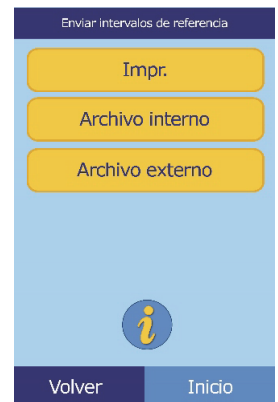 Enviar intervalos de referencia
Impr.
Archivo interno
Archivo externo
i
Volver Inicio